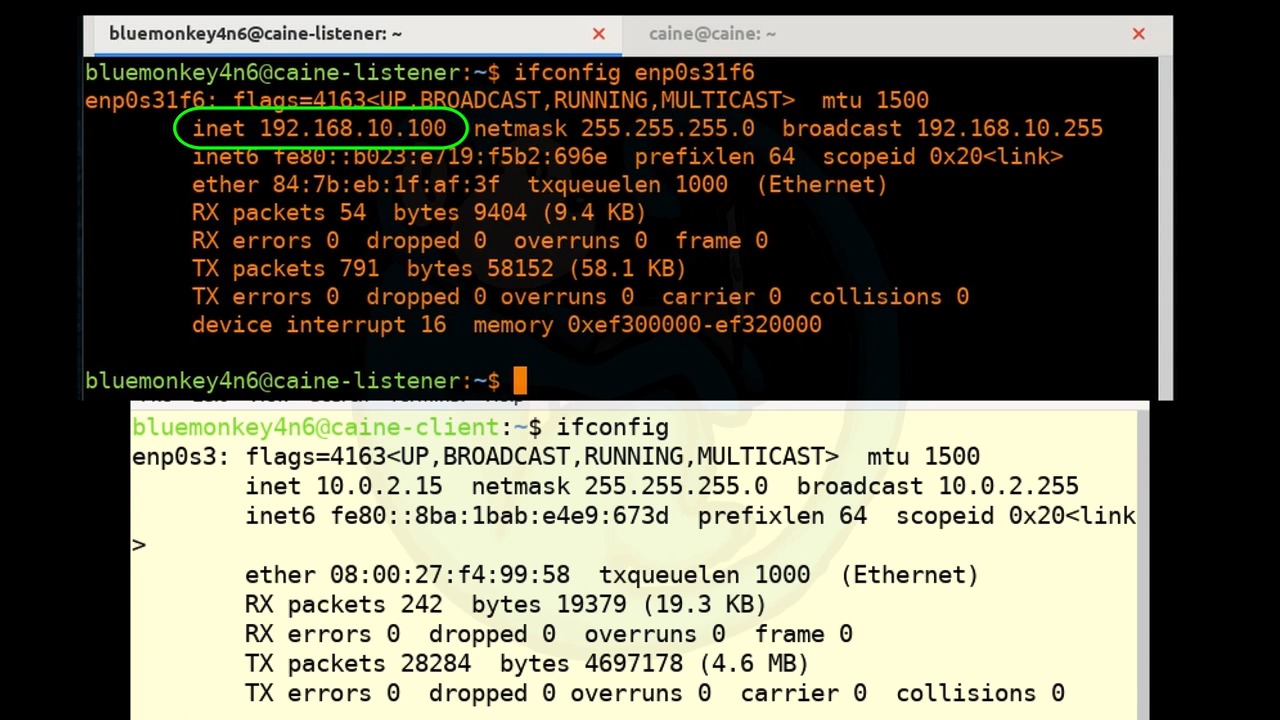 bluemonkey4n6@caine-listener: ~ × caine@caine: ~ ×
bluemonkey4n6@caine-listener:~$ ifconfig enp0s31f6
enp0s31f6: flags=4163<UP,BROADCAST,RUNNING,MULTICAST>  mtu 1500
inet 192.168.10.100  netmask 255.255.255.0  broadcast 192.168.10.255
inet6 fe80::b023:e719:f5b2:696e  prefixlen 64  scopeid 0x20<link>
ether 84:7b:eb:1f:af:3f  txqueuelen 1000  (Ethernet)
RX packets 54  bytes 9404 (9.4 KB)
RX errors 0  dropped 0  overruns 0  frame 0
TX packets 791  bytes 58152 (58.1 KB)
TX errors 0  dropped 0 overruns 0  carrier 0  collisions 0
device interrupt 16  memory 0xef300000-ef320000
bluemonkey4n6@caine-listener:~$
bluemonkey4n6@caine-client:~$ ifconfig
enp0s3: flags=4163<UP,BROADCAST,RUNNING,MULTICAST>  mtu 1500
inet 10.0.2.15  netmask 255.255.255.0  broadcast 10.0.2.255
inet6 fe80::8ba:1bab:e4e9:673d  prefixlen 64  scopeid 0x20<link
>
ether 08:00:27:f4:99:58  txqueuelen 1000  (Ethernet)
RX packets 242  bytes 19379 (19.3 KB)
RX errors 0  dropped 0  overruns 0  frame 0
TX packets 28284  bytes 4697178 (4.6 MB)
TX errors 0  dropped 0 overruns 0  carrier 0  collisions 0